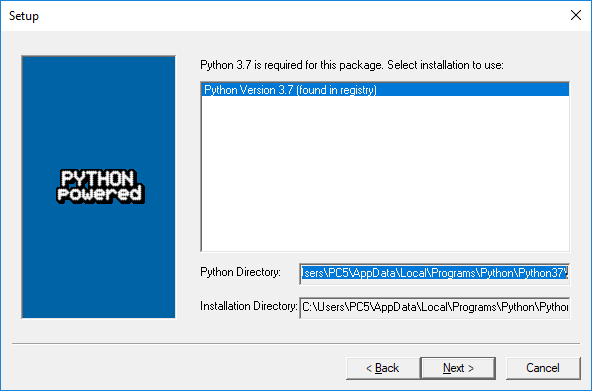 Setup
Python 3.7 is required for this package. Select installation to use:
Python Version 3.7 (found in registry)
PYTHON
powered
Python Directory: sers\PC5\AppData\Local\Programs\Python\Python37\
Installation Directory: C:\Users\PC5\AppData\Local\Programs\Python\Python
< Back Next > Cancel